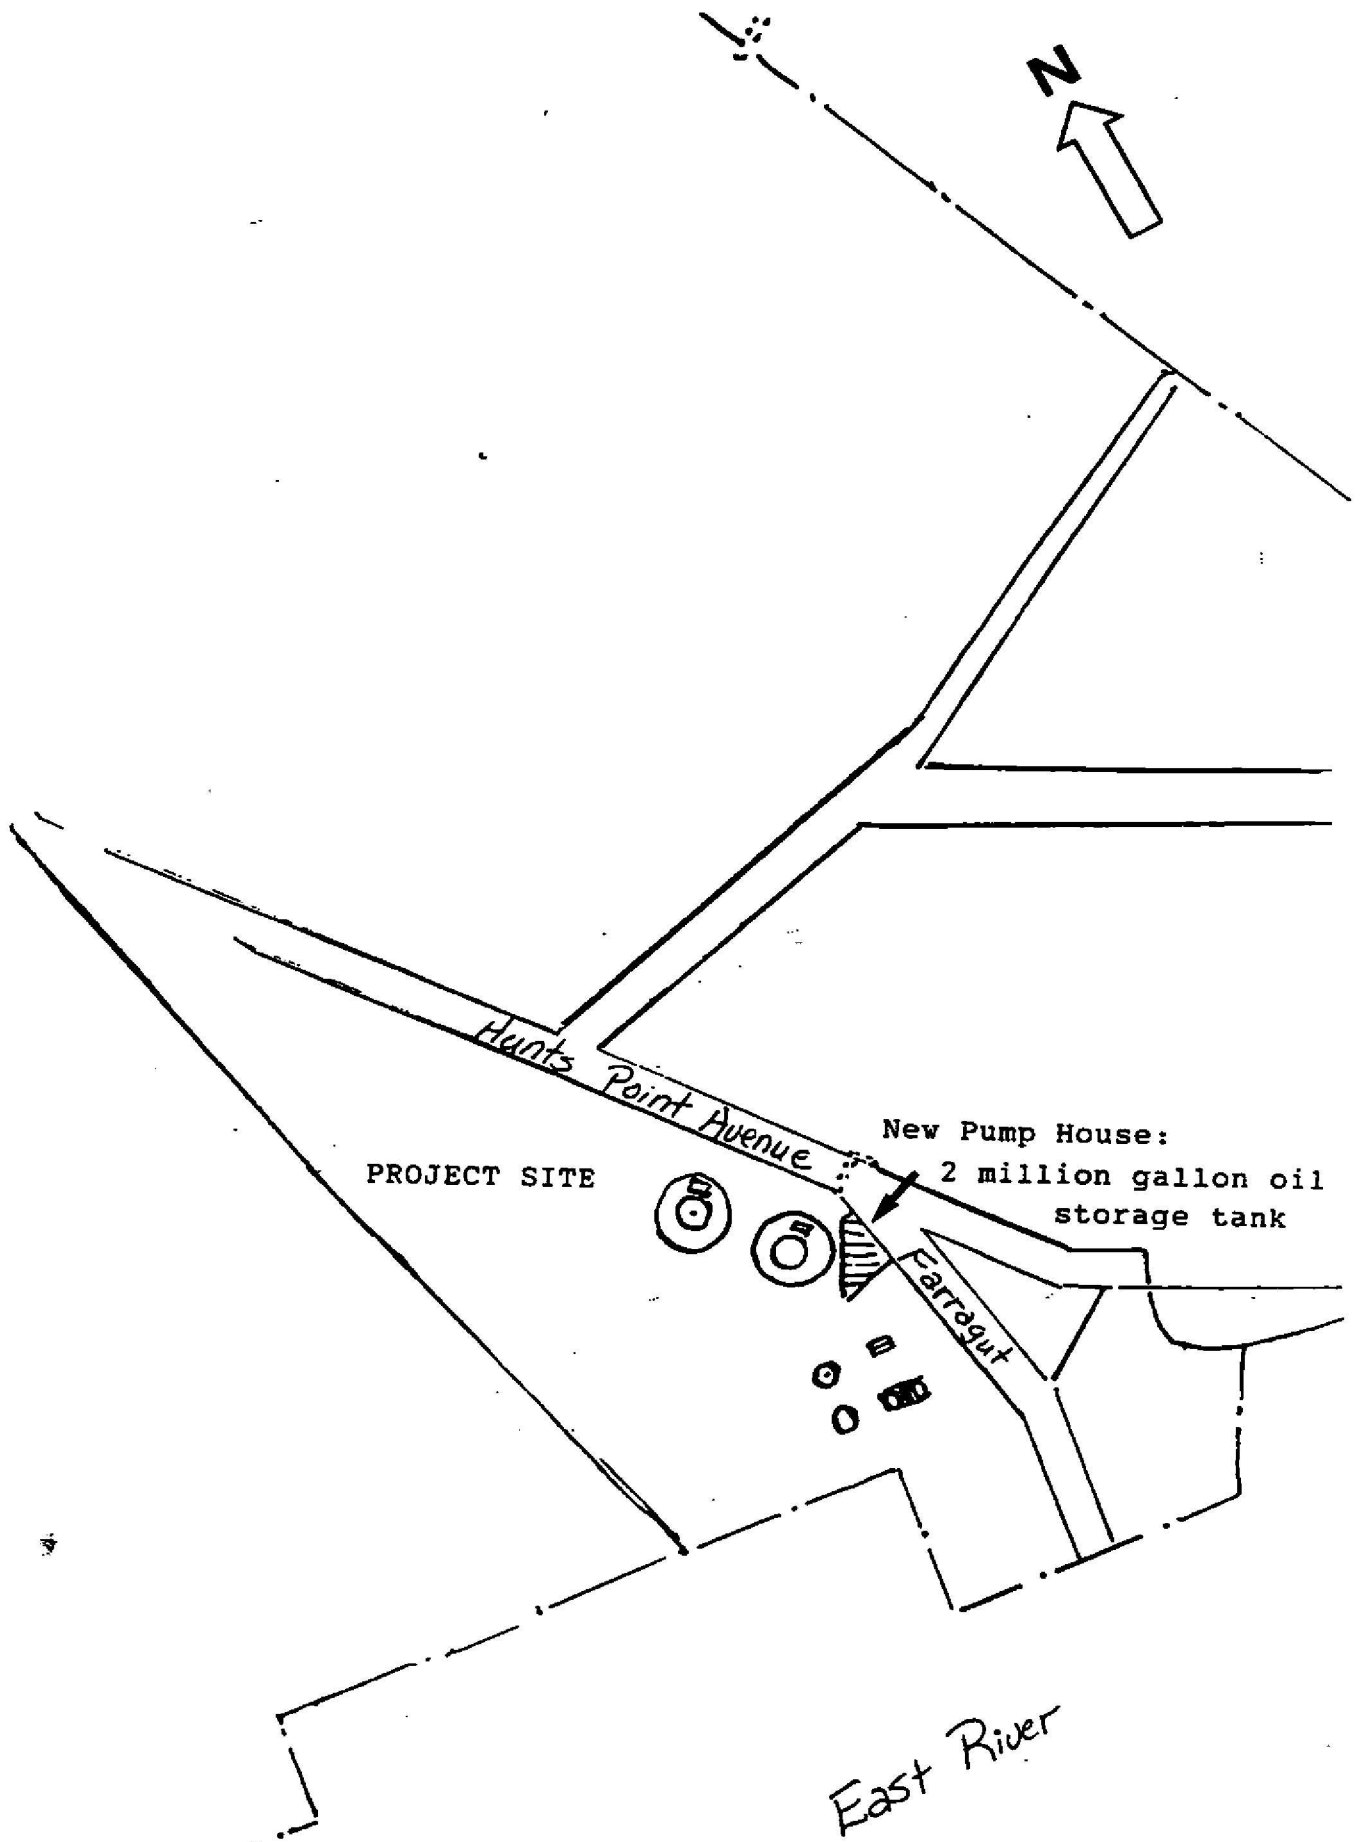 N
Hunts Point Avenue
New Pump House:
2 million gallon oil
storage tank
PROJECT SITE
Farragut
East River